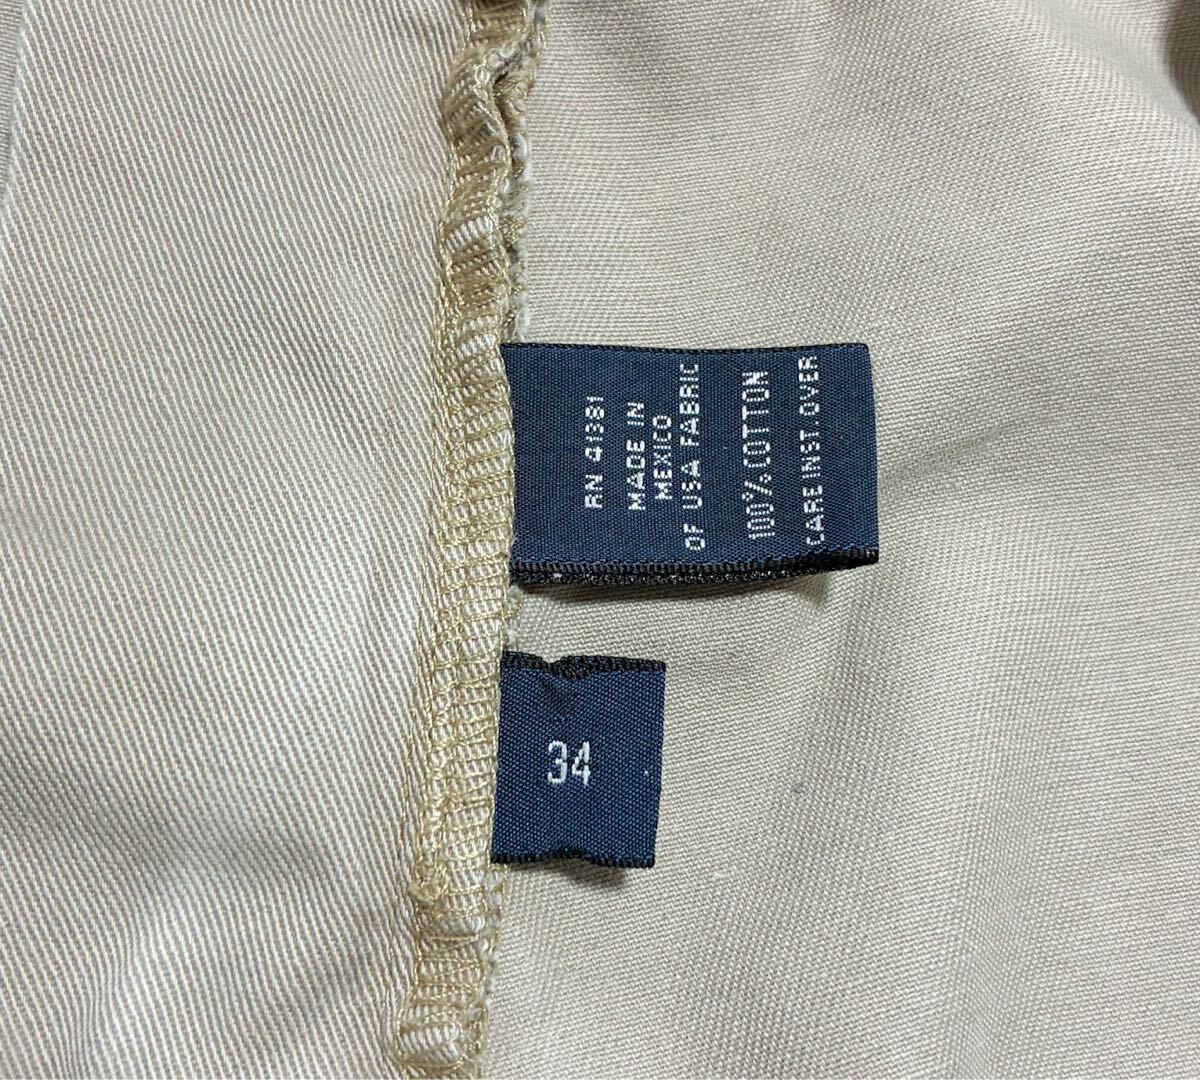 RN 41381
MADE IN
MEXICO
OF USA FABRIC
100% COTTON
CARE INST. OVER
34